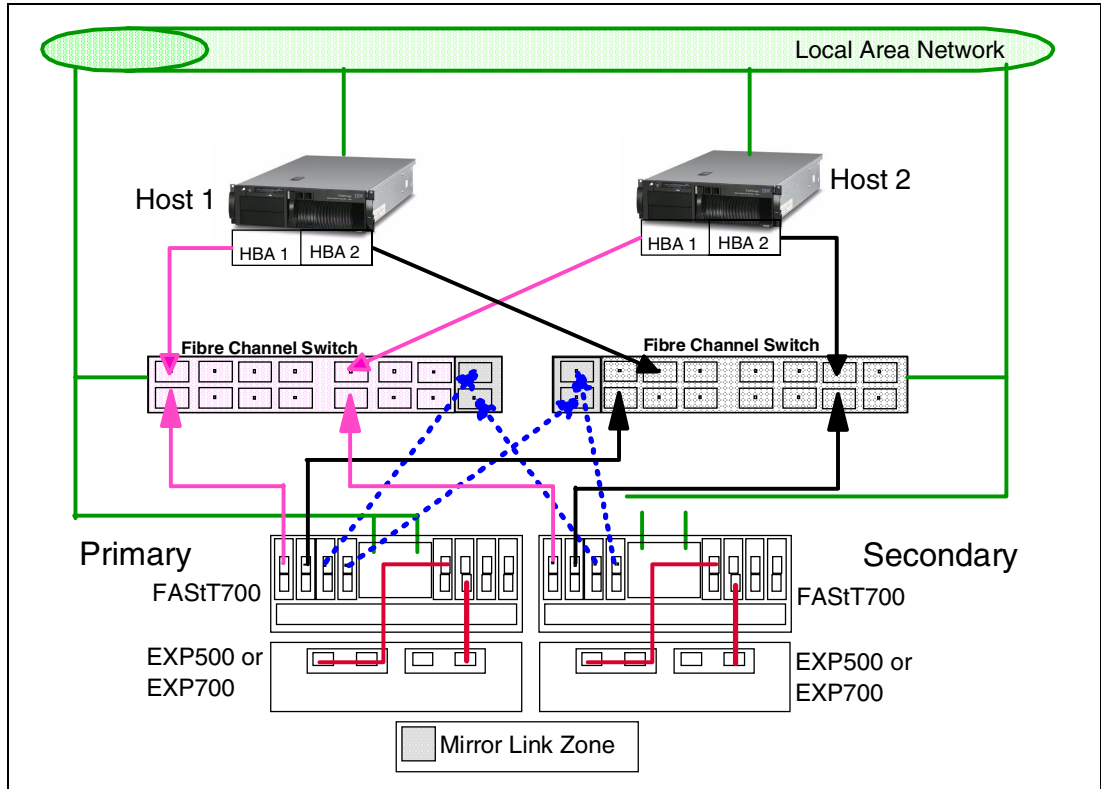 Local Area Network
Host 1
Host 2
HBA 1
HBA 2
HBA 1
HBA 2
Fibre Channel Switch
Fibre Channel Switch
Primary
Secondary
FAStT700
FAStT700
EXP500 or
EXP700
EXP500 or
EXP700
Mirror Link Zone